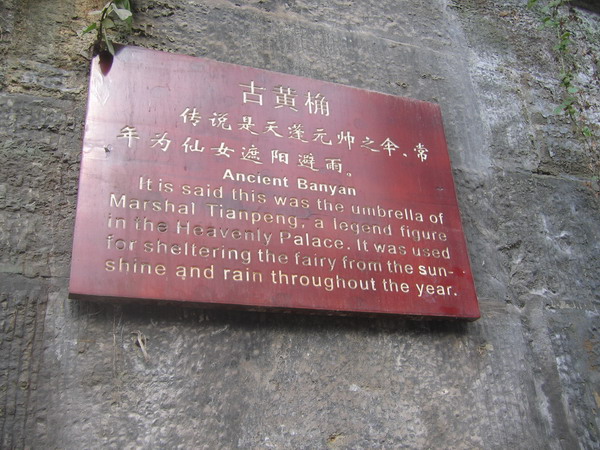 古黄桷
传说是天蓬元帅之伞、常
年为仙女遮阳避雨。
Ancient Banyan
It is said this was the umbrella of
Marshal Tianpeng, a legend figure
in the Heavenly Palace. It was used
for sheltering the fairy from the sun-
shine and rain throughout the year.